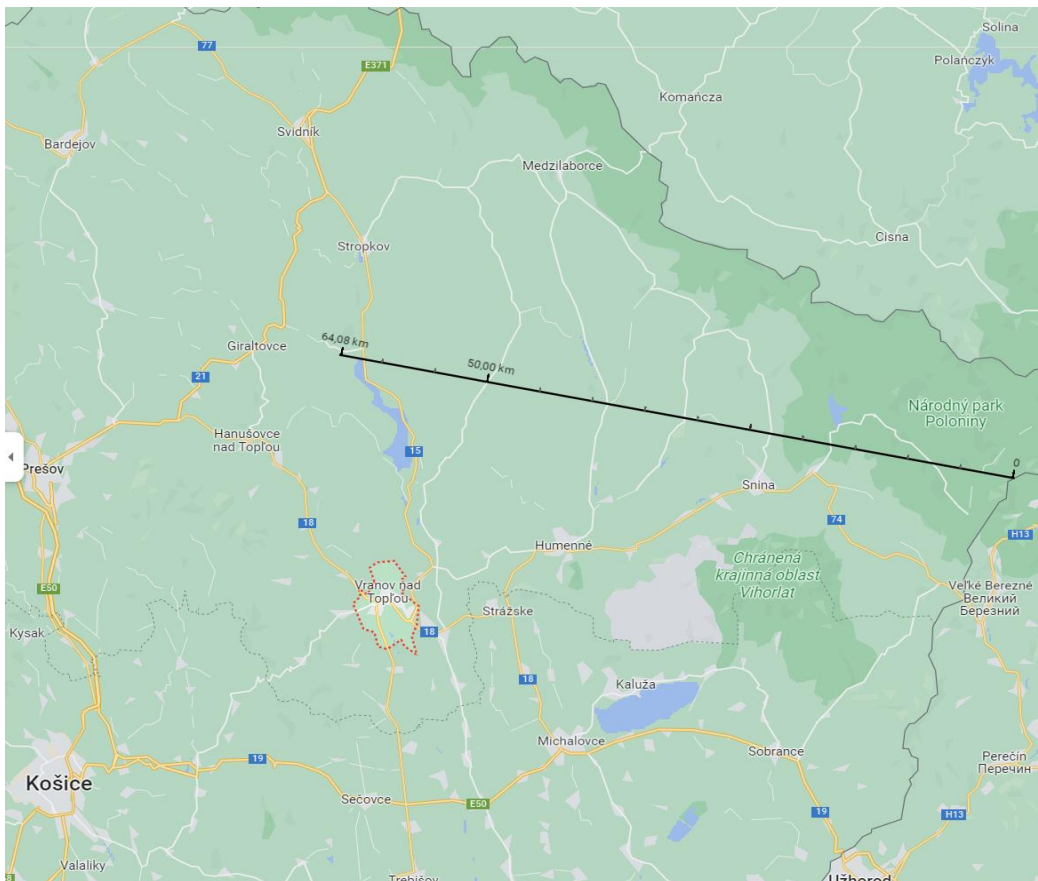 Solina
Polańczyk
77
E371
Komańcza
Svidník
Bardejov
Medzilaborce
Cisna
Stropkov
64,08 km
Giraltovce
50,00 km
21
Národný park
Poloniny
Hanušovce
nad Topľou
15
Prešov
0
Snina
18
74
H13
Humenné
Chránená
krajinná oblasť
Vihorlat
E50
Vranov nad
Topľou
Veľké Berezné
Великий
Березний
Strážske
Kysak
18
18
Kaluža
Michalovce
Sobrance
19
Perečín
Перечин
Košice
Sečovce
E50
19
H13
Valaliky
Trebišov
Užhorod